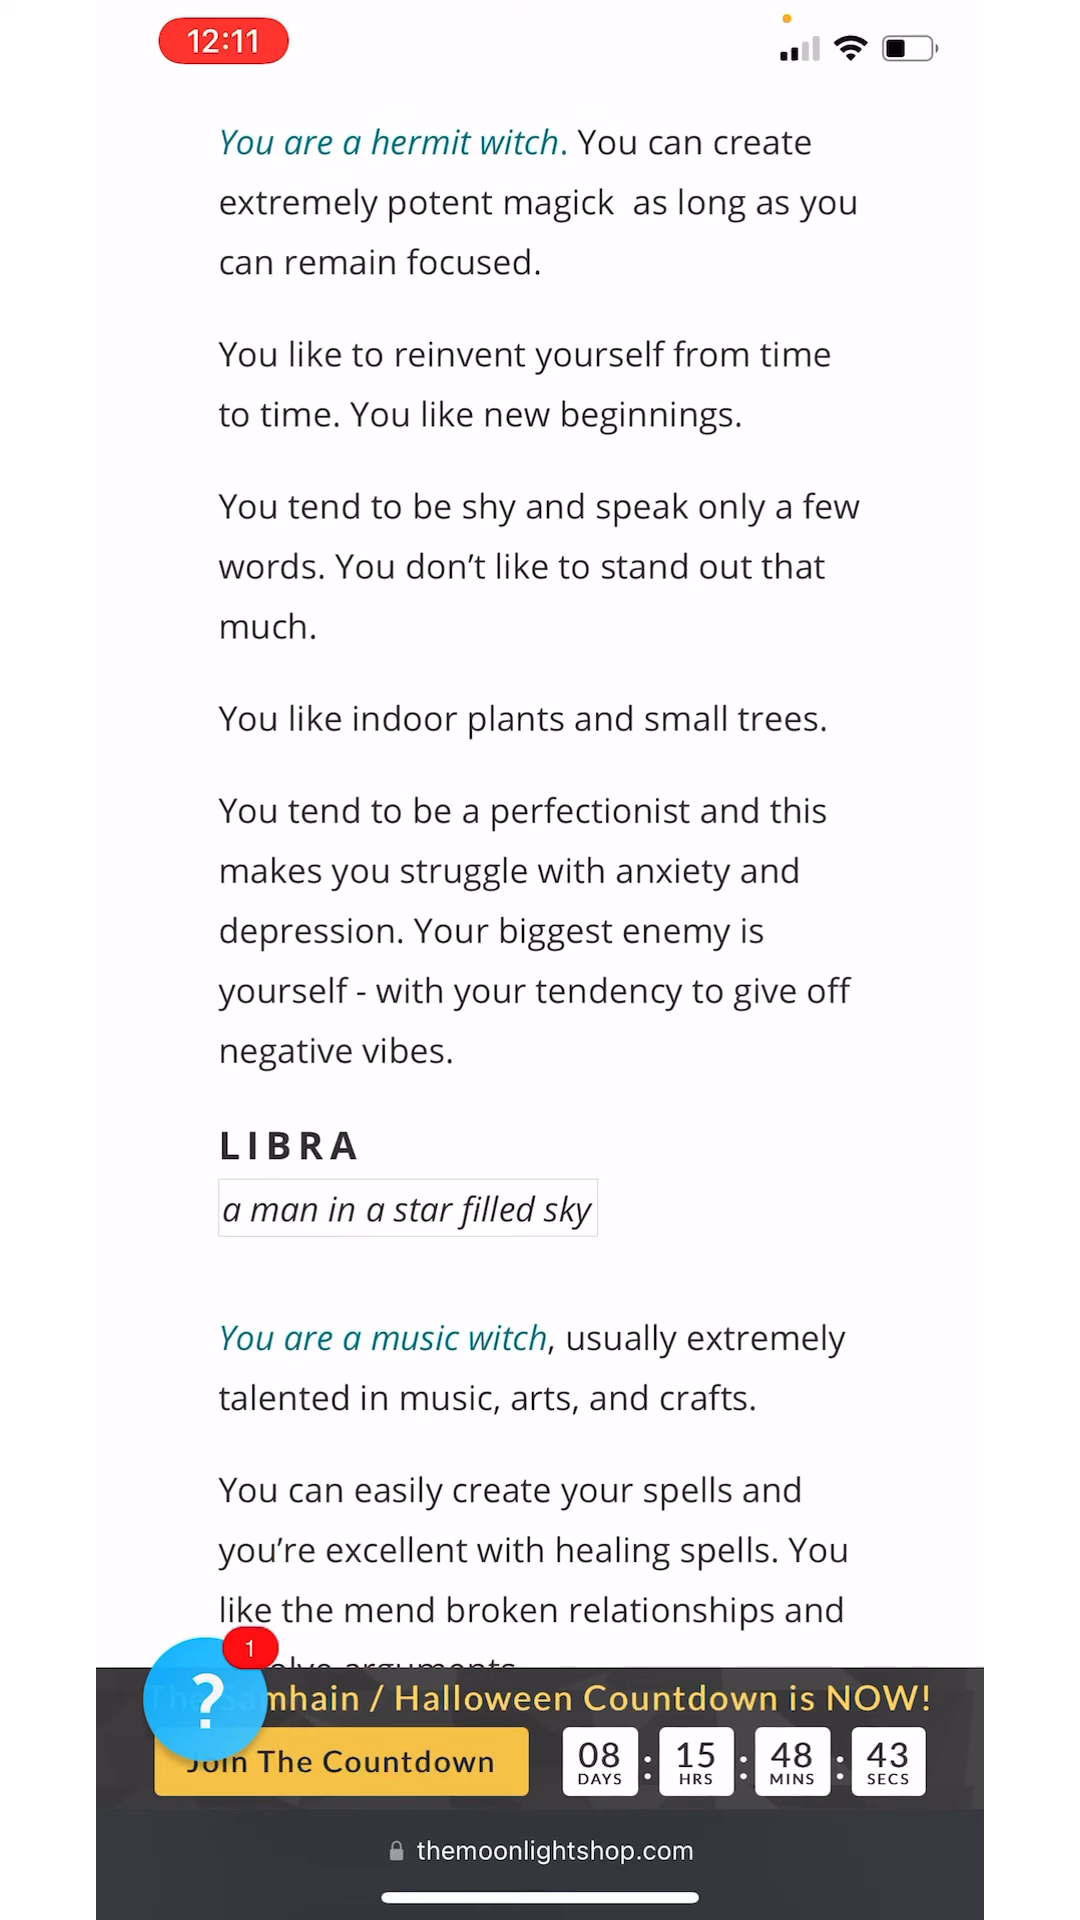 12:11
You are a hermit witch. You can create
extremely potent magick as long as you
can remain focused.
You like to reinvent yourself from time
to time. You like new beginnings.
You tend to be shy and speak only a few
words. You don’t like to stand out that
much.
You like indoor plants and small trees.
You tend to be a perfectionist and this
makes you struggle with anxiety and
depression. Your biggest enemy is
yourself - with your tendency to give off
negative vibes.
LIBRA
a man in a star filled sky
You are a music witch, usually extremely
talented in music, arts, and crafts.
You can easily create your spells and
you’re excellent with healing spells. You
like the mend broken relationships and
1
?
The Samhain / Halloween Countdown is NOW!
Join The Countdown
08 : 15 : 48 : 43
DAYS HRS MINS SECS
themoonlightshop.com